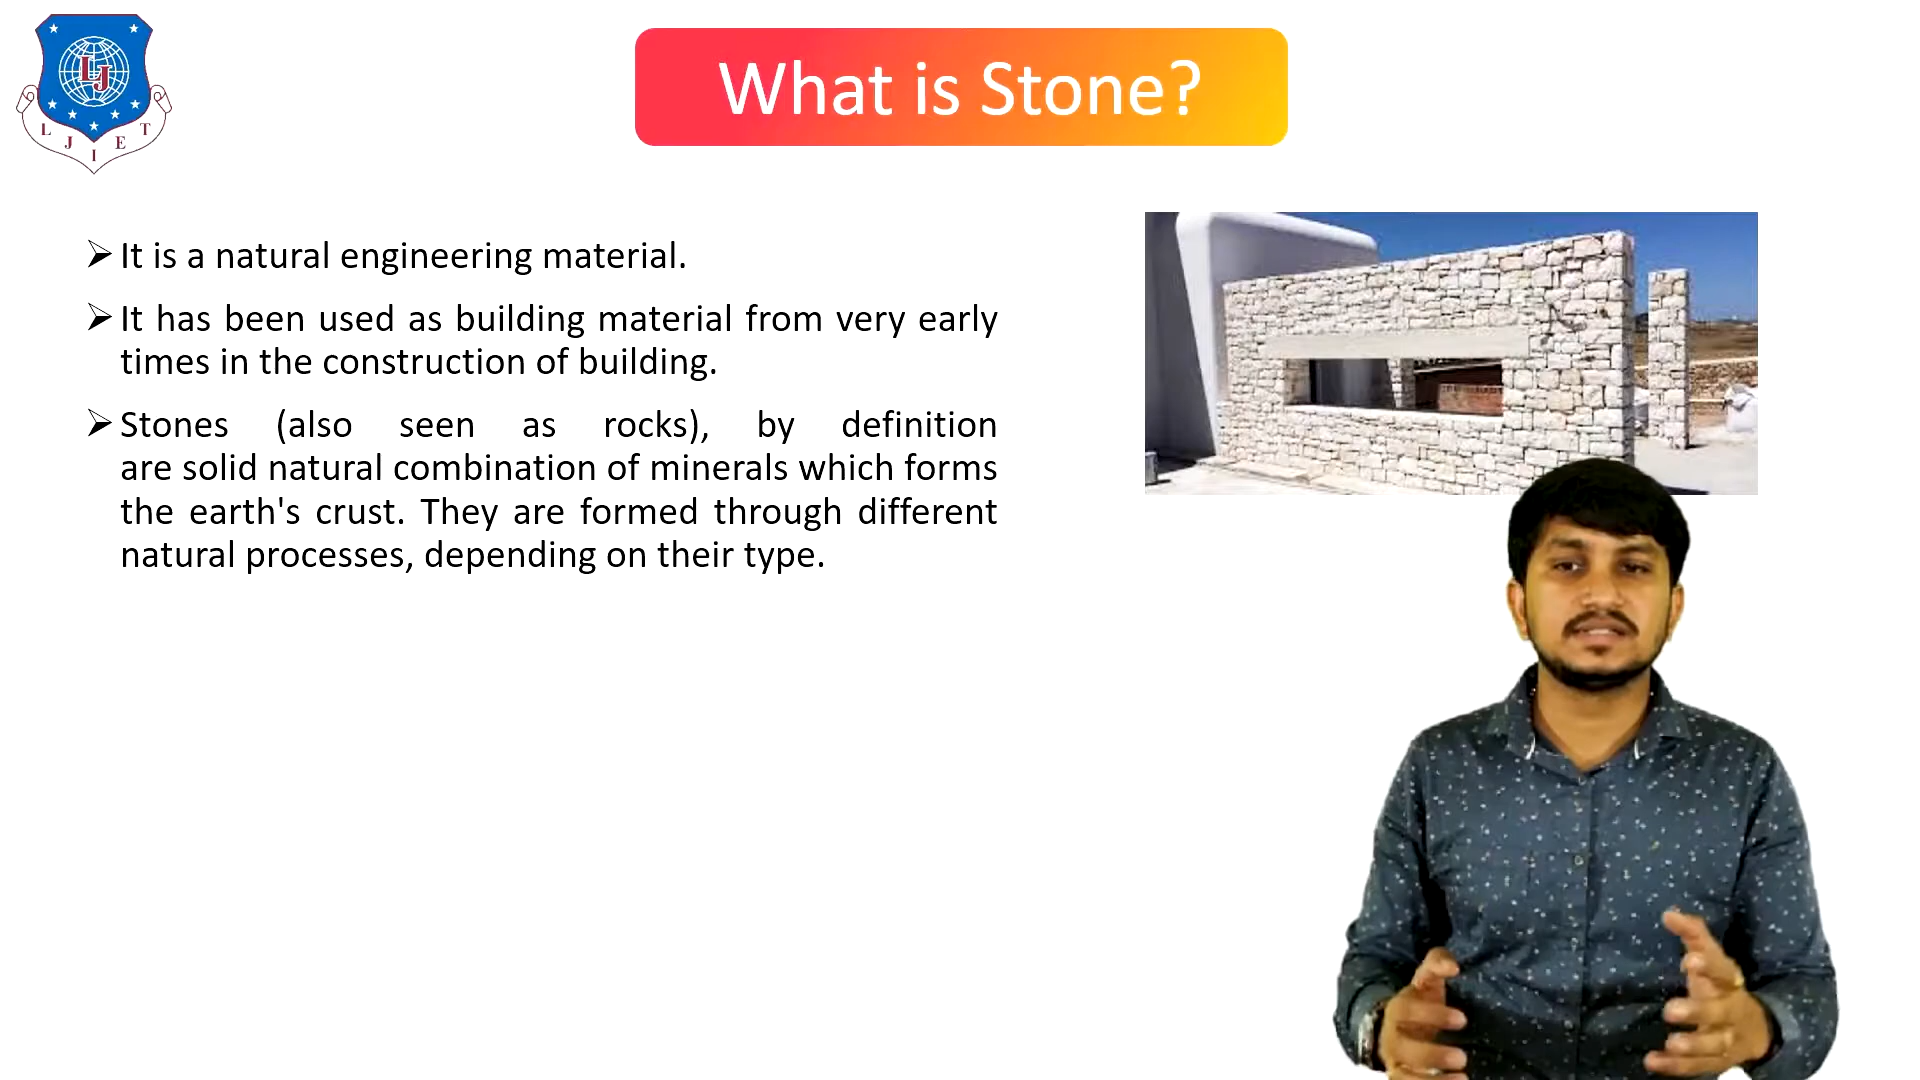 LJ
L J I E T
What is Stone?
It is a natural engineering material.
It has been used as building material from very early
times in the construction of building.
Stones (also seen as rocks), by definition
are solid natural combination of minerals which forms
the earth's crust. They are formed through different
natural processes, depending on their type.